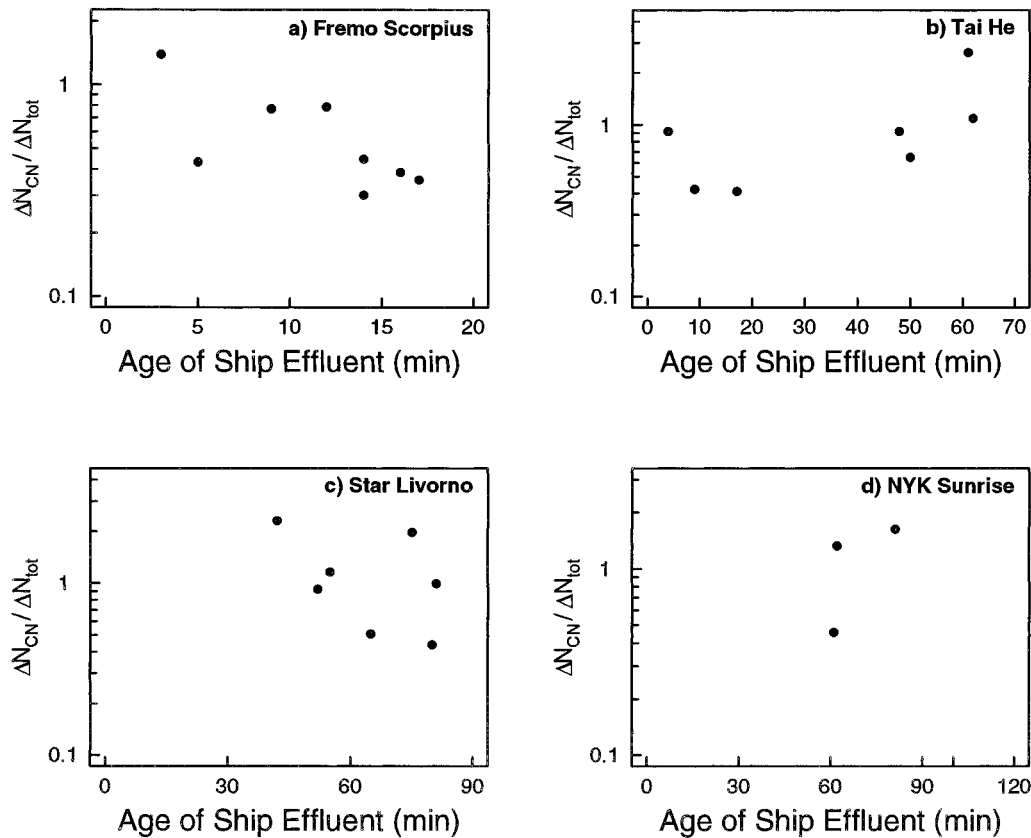 a) Fremo Scorpius
1
0.1
ΔN_CN / ΔN_tot
0 5 10 15 20
Age of Ship Effluent (min)
b) Tai He
1
0.1
ΔN_CN / ΔN_tot
0 10 20 30 40 50 60 70
Age of Ship Effluent (min)
c) Star Livorno
1
0.1
ΔN_CN / ΔN_tot
0 30 60 90
Age of Ship Effluent (min)
d) NYK Sunrise
1
0.1
ΔN_CN / ΔN_tot
0 30 60 90 120
Age of Ship Effluent (min)